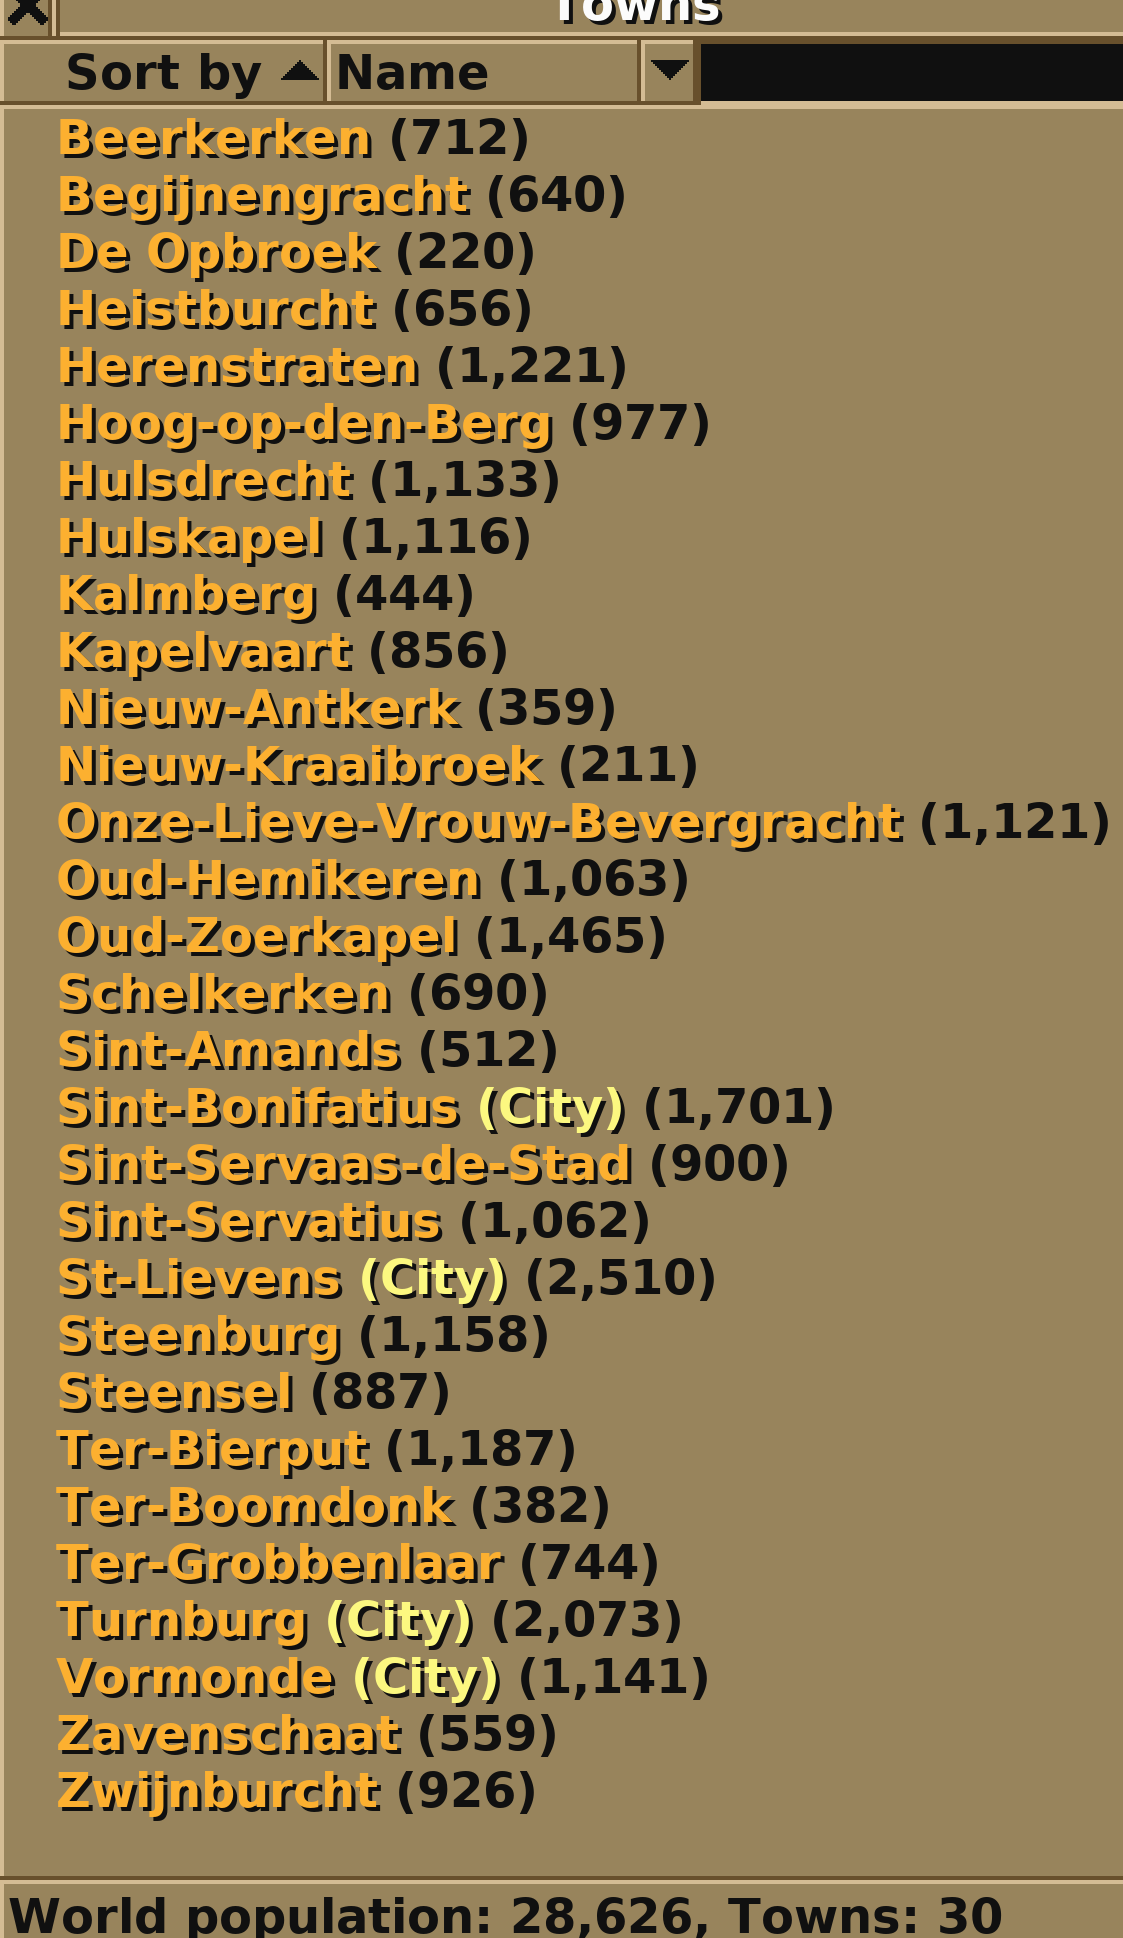 Towns
Sort by Name
Beerkerken (712)
Begijnengracht (640)
De Opbroek (220)
Heistburcht (656)
Herenstraten (1,221)
Hoog-op-den-Berg (977)
Hulsdrecht (1,133)
Hulskapel (1,116)
Kalmberg (444)
Kapelvaart (856)
Nieuw-Antkerk (359)
Nieuw-Kraaibroek (211)
Onze-Lieve-Vrouw-Bevergracht (1,121)
Oud-Hemikeren (1,063)
Oud-Zoerkapel (1,465)
Schelkerken (690)
Sint-Amands (512)
Sint-Bonifatius (City) (1,701)
Sint-Servaas-de-Stad (900)
Sint-Servatius (1,062)
St-Lievens (City) (2,510)
Steenburg (1,158)
Steensel (887)
Ter-Bierput (1,187)
Ter-Boomdonk (382)
Ter-Grobbenlaar (744)
Turnburg (City) (2,073)
Vormonde (City) (1,141)
Zavenschaat (559)
Zwijnburcht (926)
World population: 28,626, Towns: 30